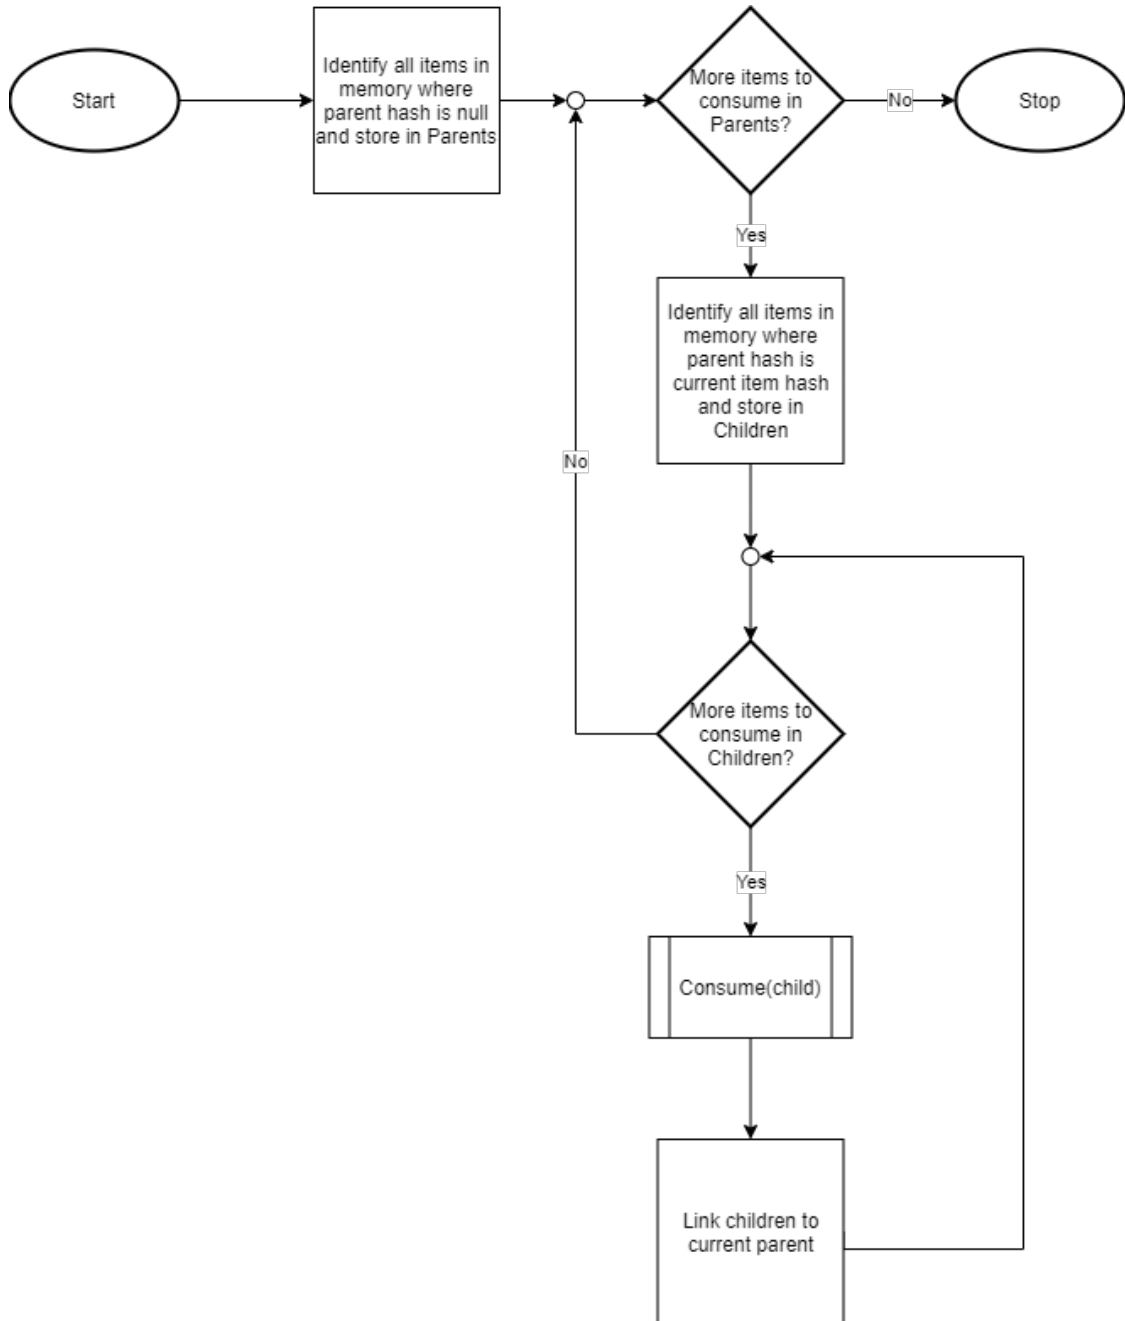 Start
Identify all items in
memory where
parent hash is null
and store in Parents
More items to
consume in
Parents?
No
Stop
Yes
Identify all items in
memory where
parent hash is
current item hash
and store in
Children
No
More items to
consume in
Children?
Yes
Consume(child)
Link children to
current parent